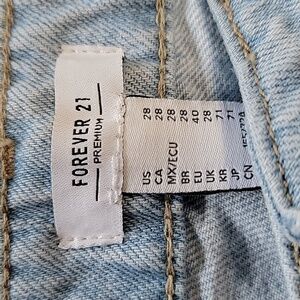 FOREVER 21
PREMIUM
US 28
CA 28
MX/ECU 28
BR 28
EU 40
UK 28
KR 71
JP 71
CN